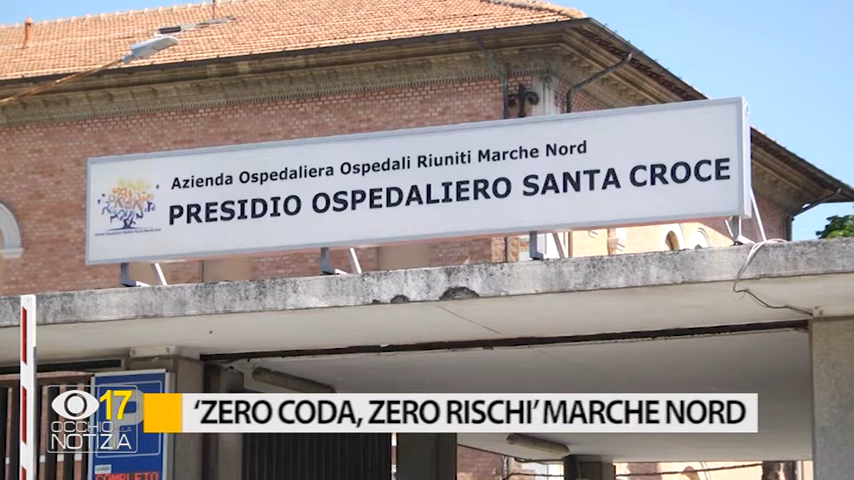 Azienda Ospedaliera Ospedali Riuniti Marche Nord
PRESIDIO OSPEDALIERO SANTA CROCE
17
OCCHIO ALLA
NOTIZIA
P
COMPLETO
‘ZERO CODA, ZERO RISCHI’ MARCHE NORD